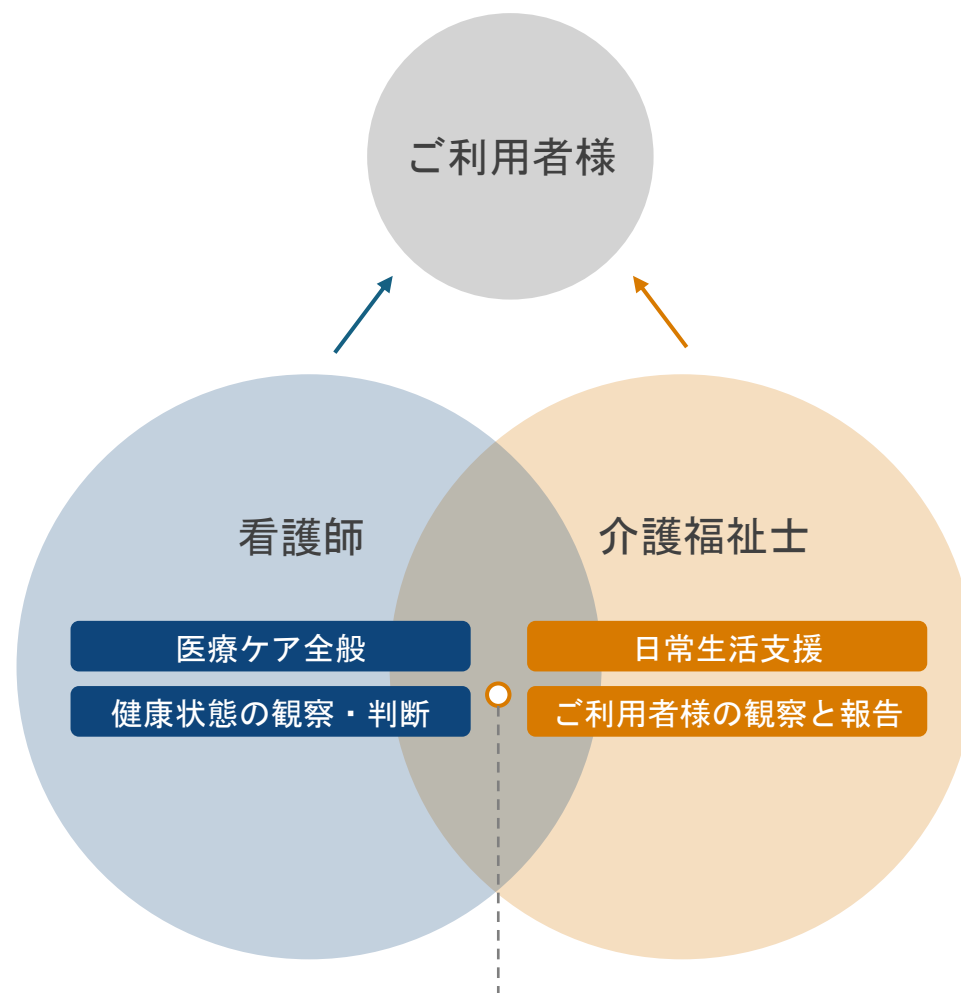 ご利用者様
看護師
介護福祉士
医療ケア全般
日常生活支援
健康状態の観察・判断
ご利用者様の観察と報告